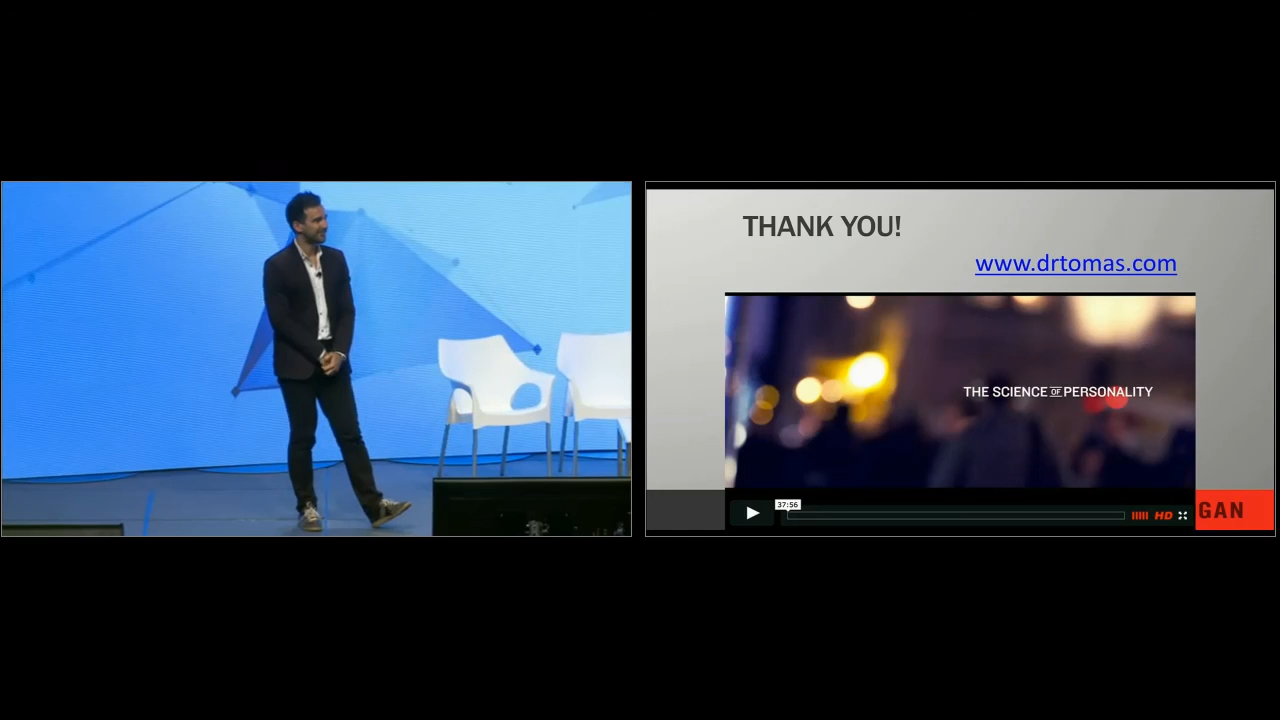 THANK YOU!
www.drtomas.com
THE SCIENCE OF PERSONALITY
37:56
HD
GAN